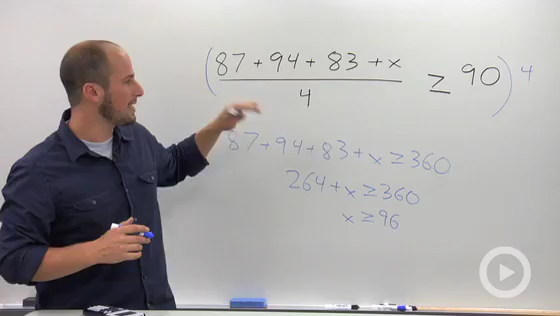 (87 + 94 + 83 + x
4
≥ 90)4
87 + 94 + 83 + x ≥ 360
264 + x ≥ 360
x ≥ 96